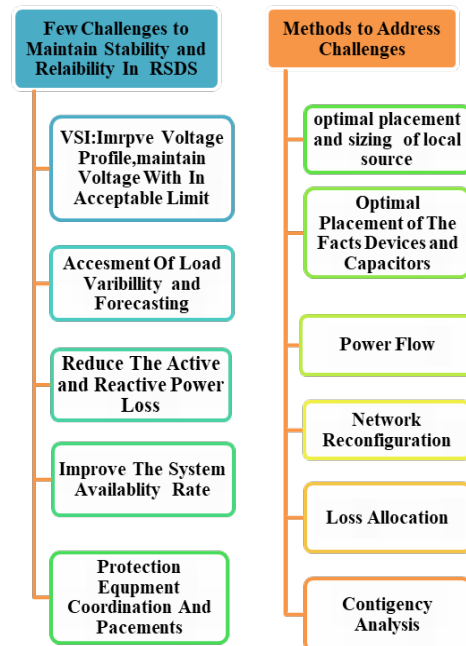 Few Challenges to
Maintain Stability and
Relaibility In RSDS
VSI:Imrpve Voltage
Profile,maintain
Voltage With In
Acceptable Limit
Accesment Of Load
Varibillity and
Forecasting
Reduce The Active
and Reactive Power
Loss
Improve The System
Availablity Rate
Protection
Equpment
Coordination And
Pacements
Methods to Address
Challenges
optimal placement
and sizing of local
source
Optimal
Placement of The
Facts Devices and
Capacitors
Power Flow
Network
Reconfiguration
Loss Allocation
Contigency
Analysis